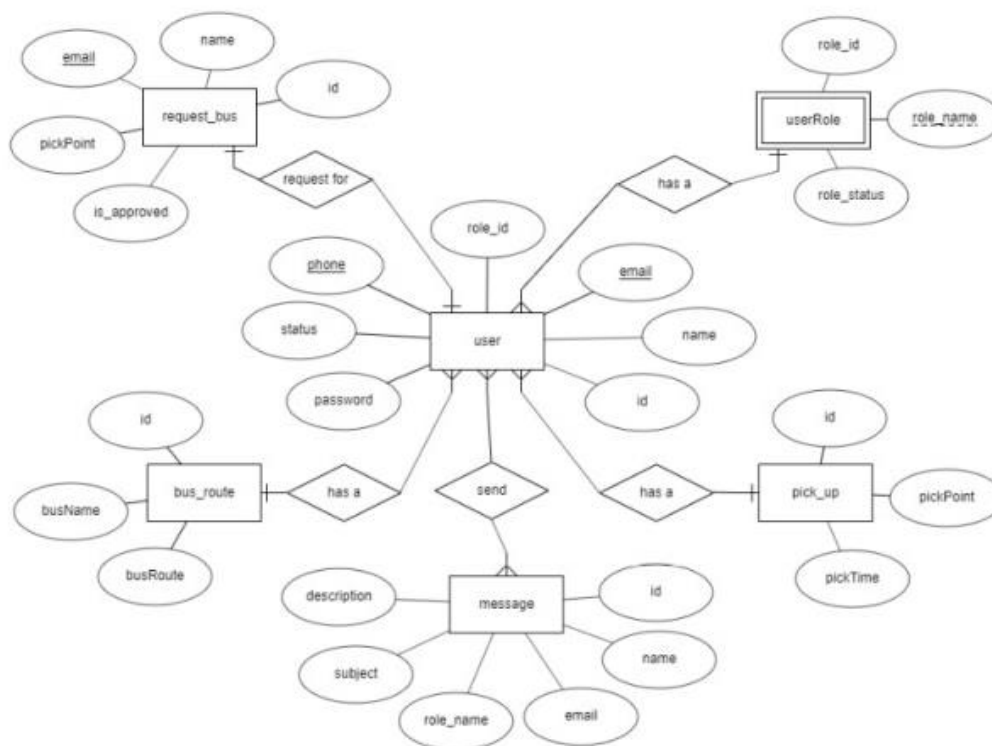 name
role_id
email
id
request_bus
userRole
role_name
pickPoint
request for
has a
is_approved
role_status
role_id
phone
email
status
user
name
password
id
id
id
bus_route
has a
send
has a
pick_up
busName
pickPoint
busRoute
pickTime
description
message
id
subject
name
role_name
email